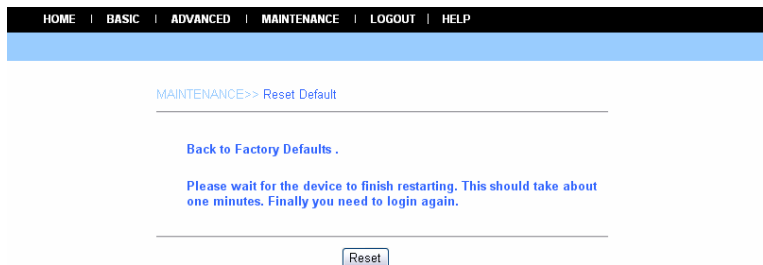 HOME | BASIC | ADVANCED | MAINTENANCE | LOGOUT | HELP
MAINTENANCE>> Reset Default
Back to Factory Defaults .
Please wait for the device to finish restarting. This should take about
one minutes. Finally you need to login again.
Reset